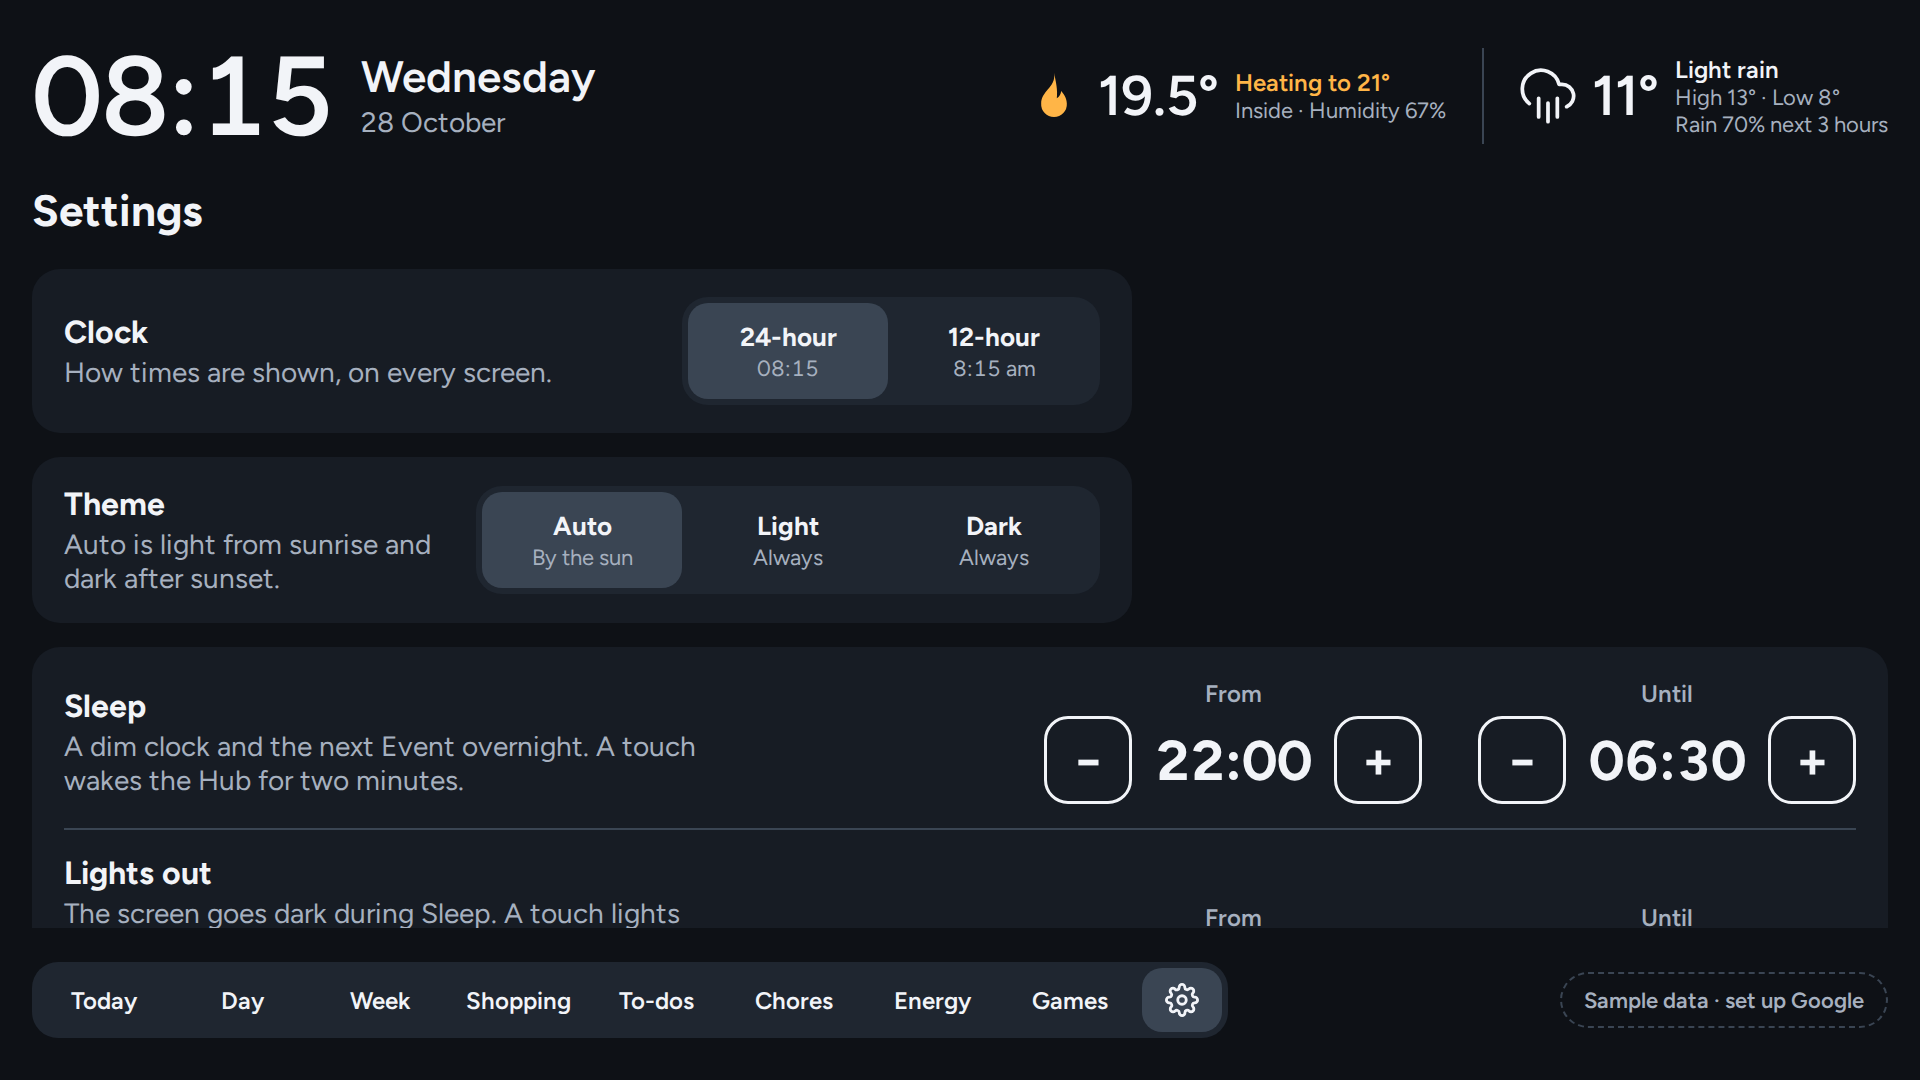 08:15
Wednesday
28 October
19.5°
Heating to 21°
Inside · Humidity 67%
11°
Light rain
High 13° · Low 8°
Rain 70% next 3 hours
Settings
Clock
How times are shown, on every screen.
24-hour
08:15
12-hour
8:15 am
Theme
Auto is light from sunrise and
dark after sunset.
Auto
By the sun
Light
Always
Dark
Always
Sleep
A dim clock and the next Event overnight. A touch
wakes the Hub for two minutes.
From
- 22:00 +
Until
- 06:30 +
Lights out
The screen goes dark during Sleep. A touch lights
From
Until
Today Day Week Shopping To-dos Chores Energy Games
Sample data · set up Google